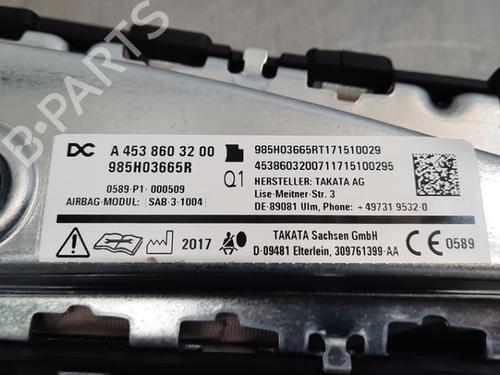 DC A 453 860 32 00
985H03665R
0589-P1-000509
AIRBAG-MODUL: SAB-3-1004
985H03665RT171510029
4538603200711715100295
Q1
HERSTELLER: TAKATA AG
Lise-Meitner-Str. 3
DE-89081 Ulm, Phone: +49731 9532-0
2017
TAKATA Sachsen GmbH
D-09481 Elterlein, 309761399-AA
CE 0589
B-PARTS